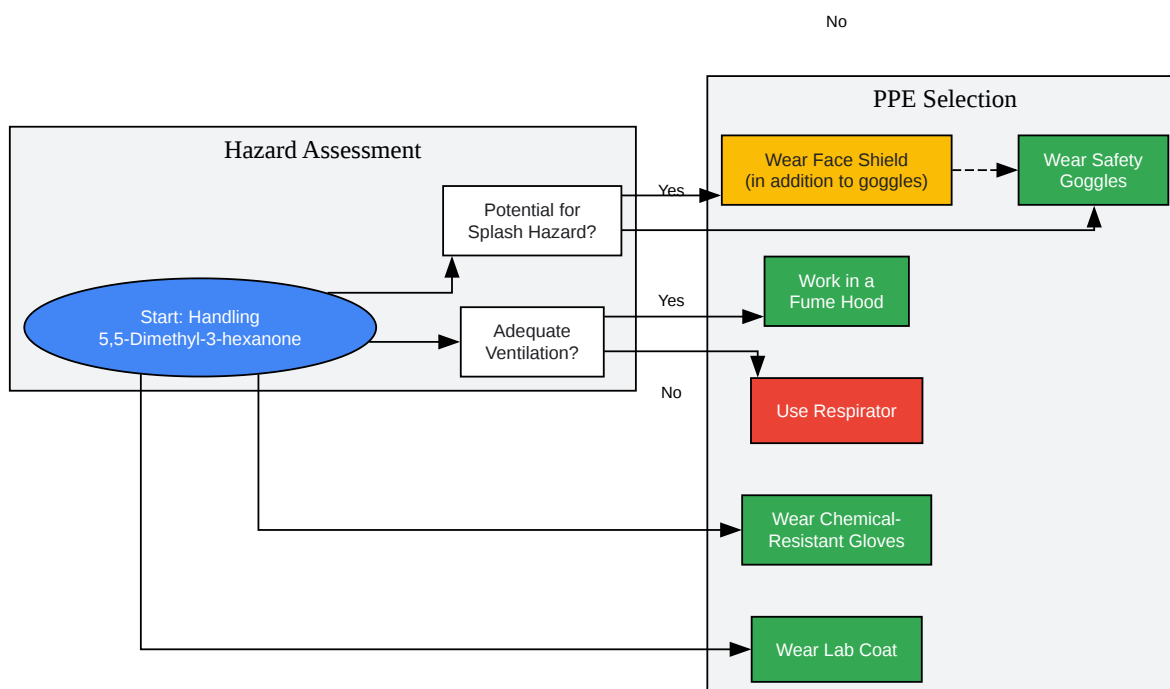 No
PPE Selection
Hazard Assessment
Wear Face Shield
(in addition to goggles)
Wear Safety
Goggles
Yes
Potential for
Splash Hazard?
Work in a
Fume Hood
Yes
Start: Handling
5,5-Dimethyl-3-hexanone
Adequate
Ventilation?
No
Use Respirator
Wear Chemical-
Resistant Gloves
Wear Lab Coat